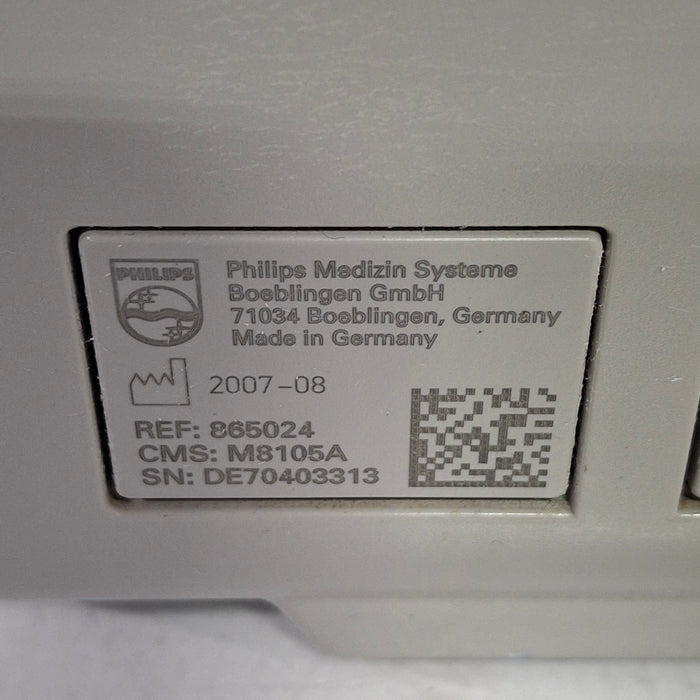 PHILIPS
Philips Medizin Systeme
Boeblingen GmbH
71034 Boeblingen, Germany
Made in Germany
2007-08
REF: 865024
CMS: M8105A
SN: DE70403313